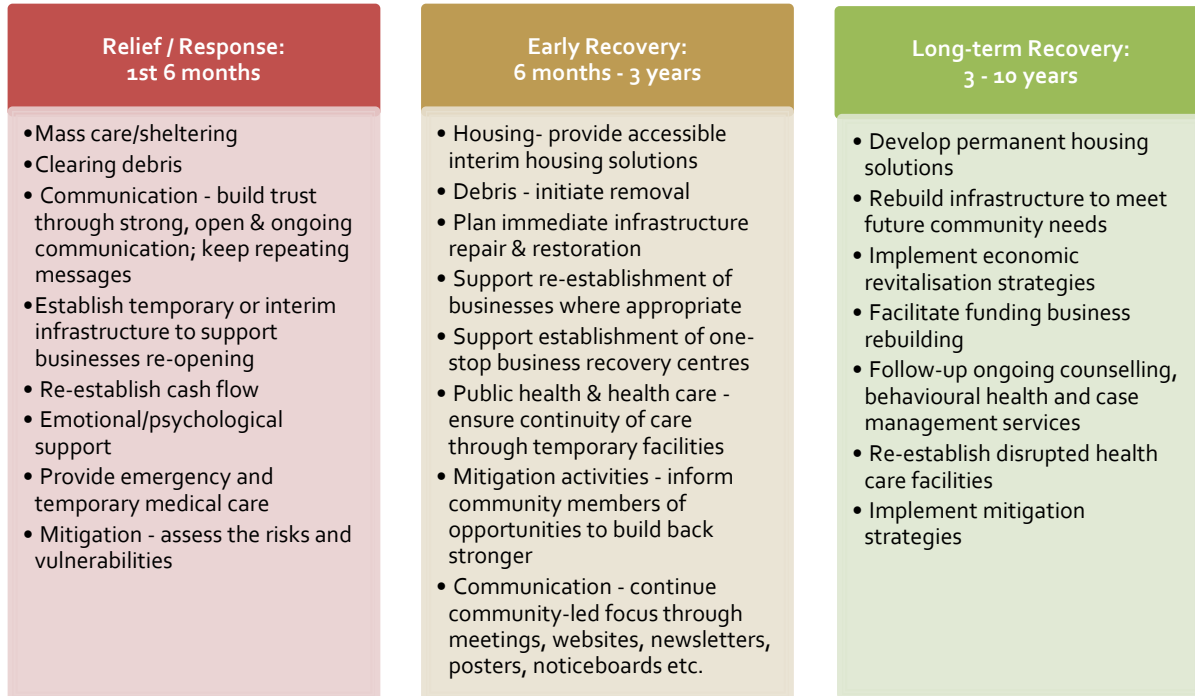 Relief / Response:
1st 6 months
•Mass care/sheltering
•Clearing debris
• Communication - build trust
through strong, open & ongoing
communication; keep repeating
messages
•Establish temporary or interim
infrastructure to support
businesses re-opening
• Re-establish cash flow
• Emotional/psychological
support
• Provide emergency and
temporary medical care
• Mitigation - assess the risks and
vulnerabilities
Early Recovery:
6 months - 3 years
• Housing- provide accessible
interim housing solutions
• Debris - initiate removal
• Plan immediate infrastructure
repair & restoration
• Support re-establishment of
businesses where appropriate
• Support establishment of one-
stop business recovery centres
• Public health & health care -
ensure continuity of care
through temporary facilities
• Mitigation activities - inform
community members of
opportunities to build back
stronger
• Communication - continue
community-led focus through
meetings, websites, newsletters,
posters, noticeboards etc.
Long-term Recovery:
3 - 10 years
• Develop permanent housing
solutions
• Rebuild infrastructure to meet
future community needs
• Implement economic
revitalisation strategies
• Facilitate funding business
rebuilding
• Follow-up ongoing counselling,
behavioural health and case
management services
• Re-establish disrupted health
care facilities
• Implement mitigation
strategies